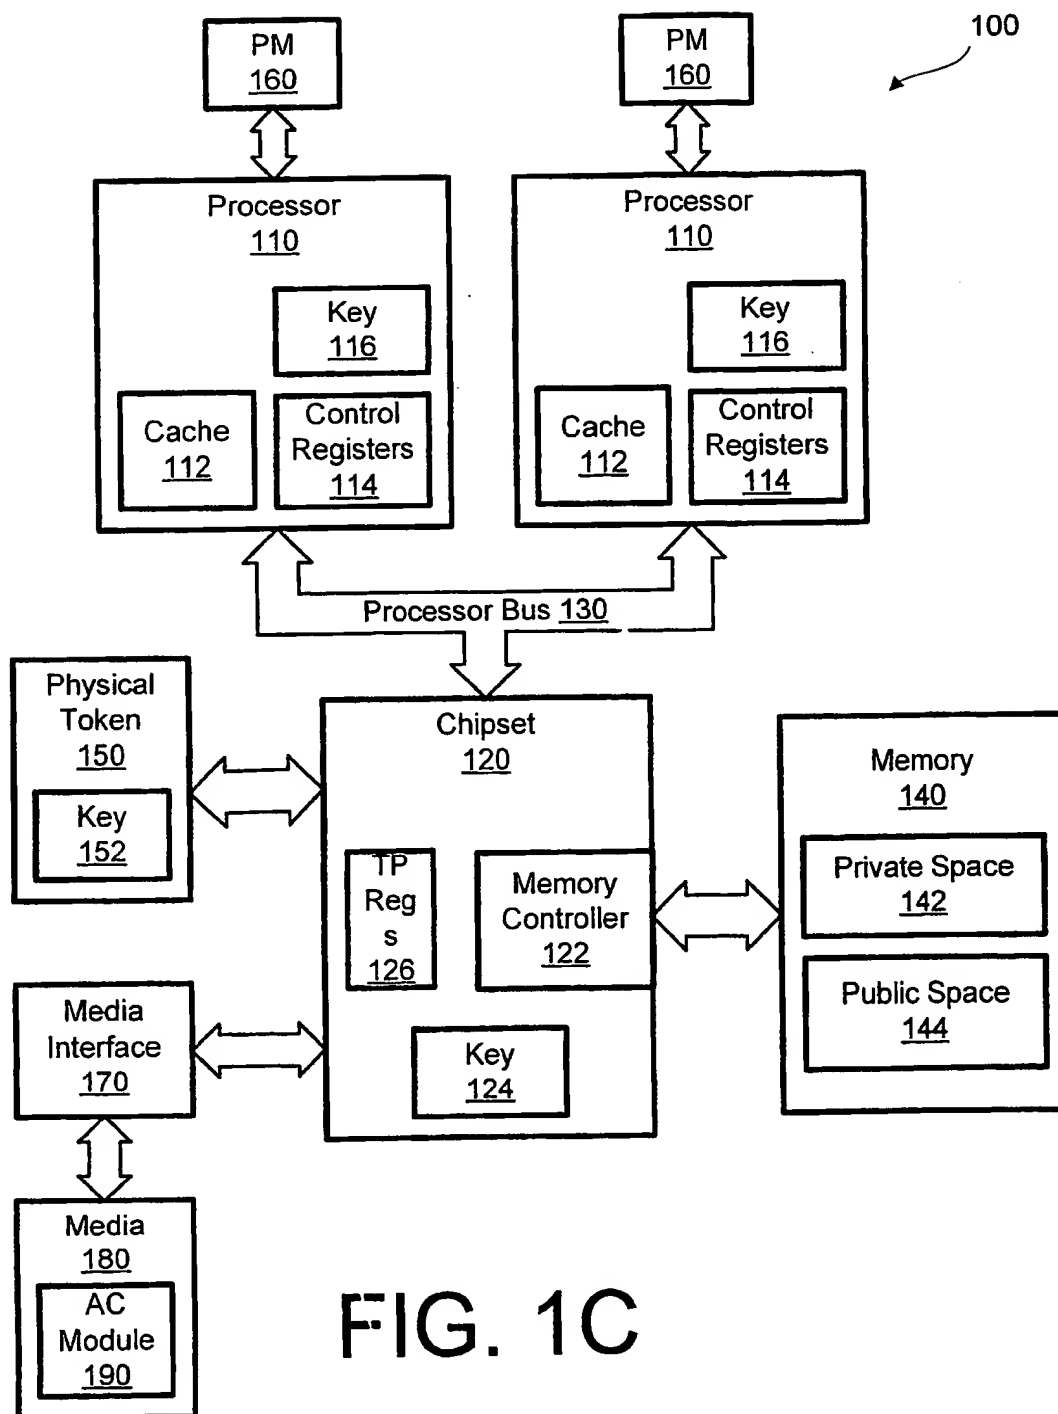 100
PM
160
PM
160
Processor
110
Key
116
Cache
112
Control
Registers
114
Processor
110
Key
116
Cache
112
Control
Registers
114
Processor Bus 130
Physical
Token
150
Key
152
Chipset
120
TP
Reg
s
126
Memory
Controller
122
Key
124
Memory
140
Private Space
142
Public Space
144
Media
Interface
170
Media
180
AC
Module
190
FIG. 1C